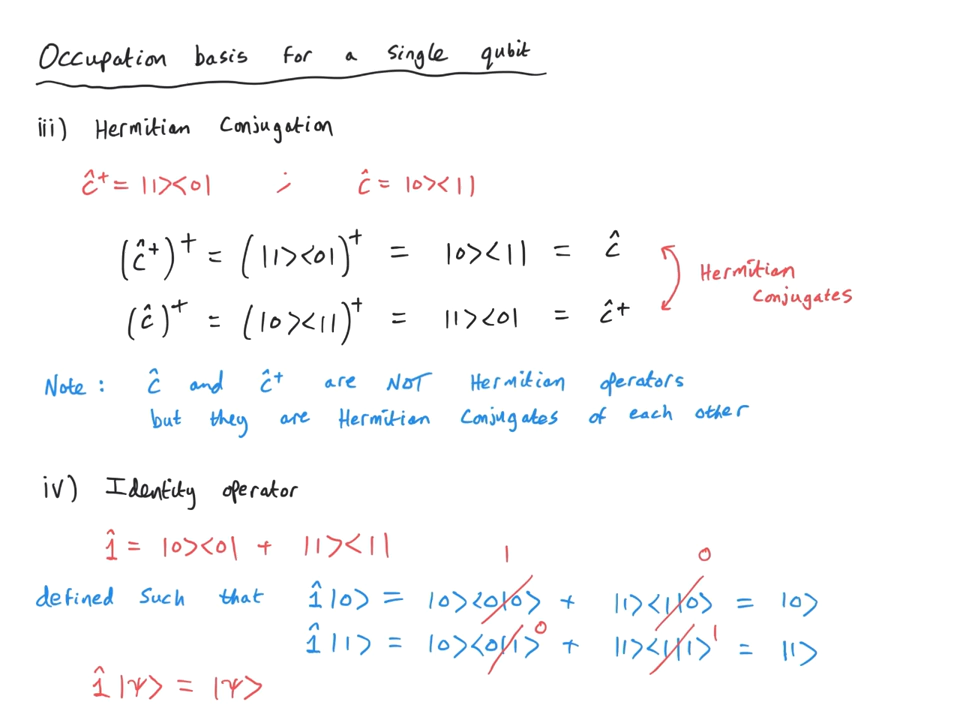 Occupation basis for a single qubit
iii) Hermitian Conjugation
ĉ⁺ = |1><0| ; ĉ = |0><1|
(ĉ⁺)⁺ = (|1><0|)⁺ = |0><1| = ĉ
(ĉ)⁺ = (|0><1|)⁺ = |1><0| = ĉ⁺
Hermitian
Conjugates
Note: ĉ and ĉ⁺ are NOT Hermitian operators
but they are Hermitian Conjugates of each other
iv) Identity operator
1̂ = |0><0| + |1><1|
1 0
defined such that 1̂|0> = |0><0|0> + |1><1|0> = |0>
1̂|1> = |0><0|1> 0 + |1><1|1> 1 = |1>
1̂|Ψ> = |Ψ>